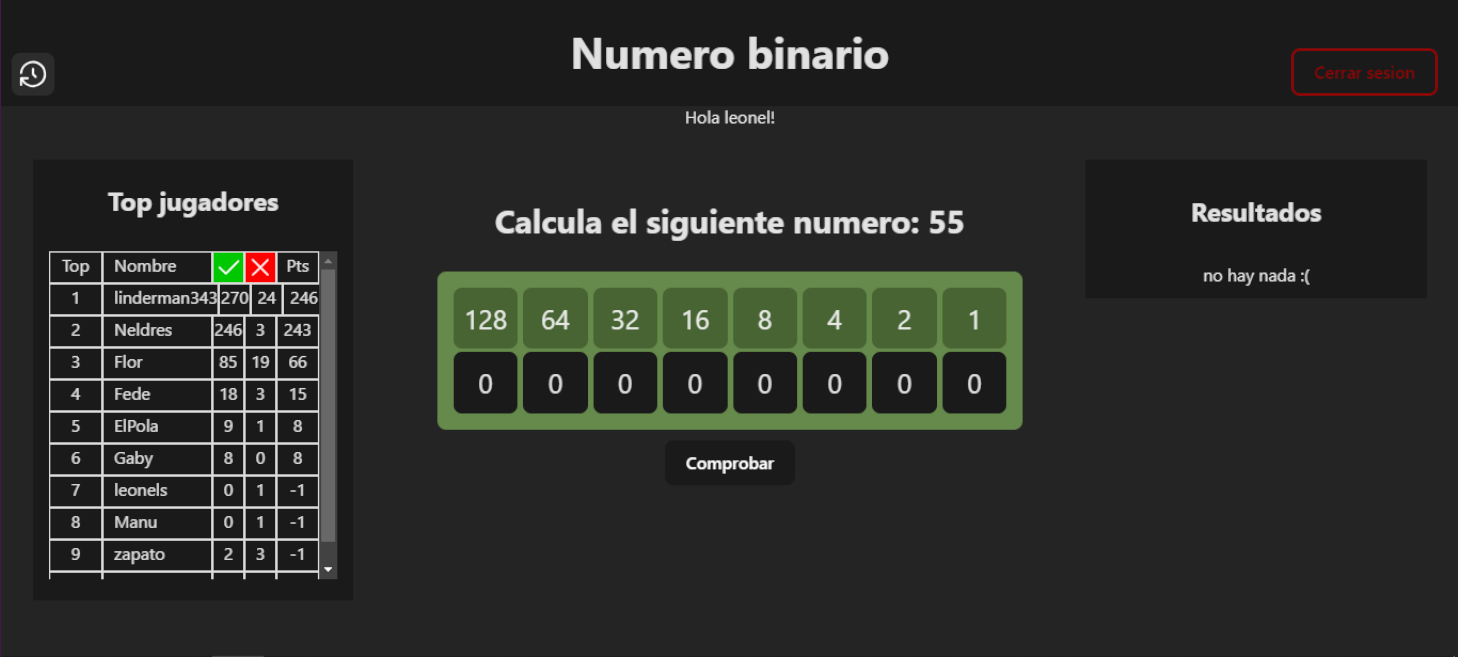 Numero binario
Cerrar sesion
Hola leonel!
Top jugadores
Top Nombre Pts
1 linderman343 270 24 246
2 Neldres 246 3 243
3 Flor 85 19 66
4 Fede 18 3 15
5 ElPola 9 1 8
6 Gaby 8 0 8
7 leonels 0 1 -1
8 Manu 0 1 -1
9 zapato 2 3 -1
Calcula el siguiente numero: 55
128 64 32 16 8 4 2 1
0 0 0 0 0 0 0 0
Comprobar
Resultados
no hay nada :(